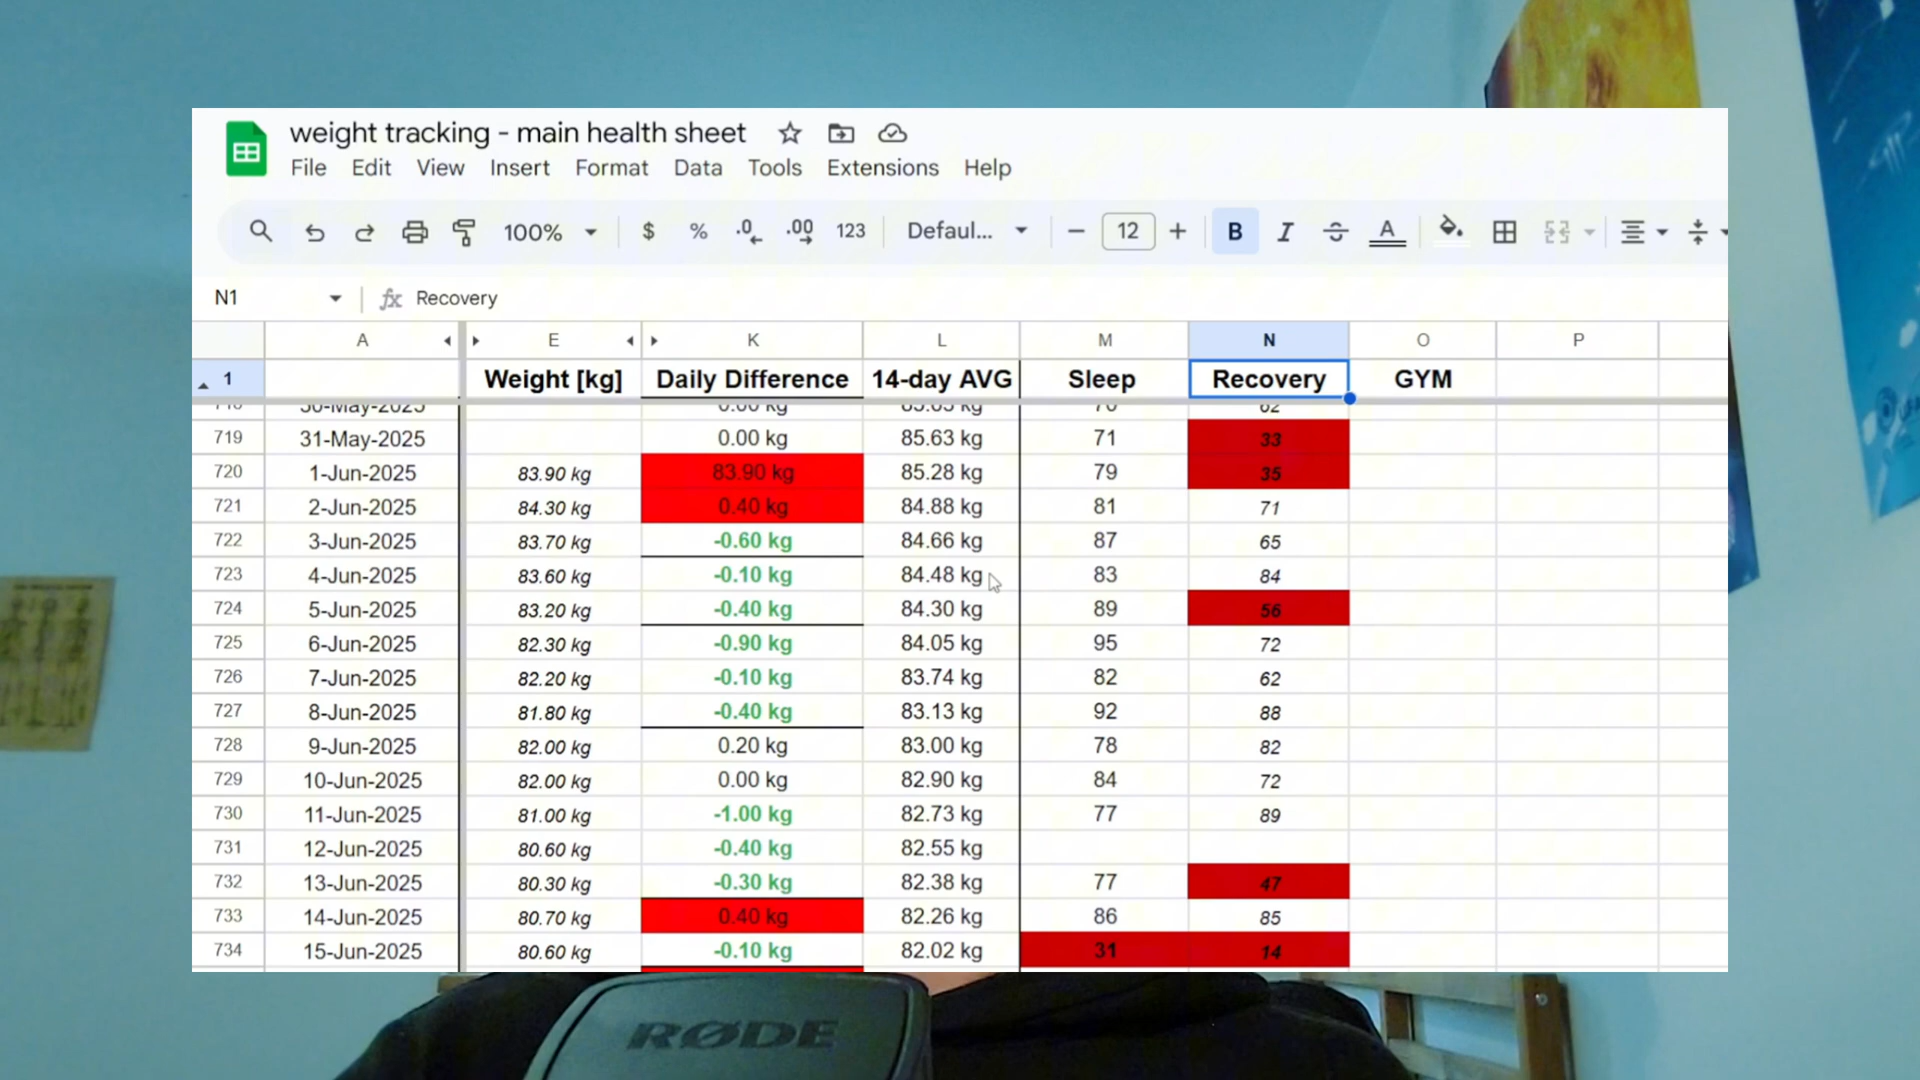 weight tracking - main health sheet
File Edit View Insert Format Data Tools Extensions Help
100% $ % .0 .00 123 Defaul... 12 B I S A
N1 fx Recovery
A E K L M N O P
1 Weight [kg] Daily Difference 14-day AVG Sleep Recovery GYM
719 31-May-2025 0.00 kg 85.63 kg 71 33
720 1-Jun-2025 83.90 kg 83.90 kg 85.28 kg 79 35
721 2-Jun-2025 84.30 kg 0.40 kg 84.88 kg 81 71
722 3-Jun-2025 83.70 kg -0.60 kg 84.66 kg 87 65
723 4-Jun-2025 83.60 kg -0.10 kg 84.48 kg 83 84
724 5-Jun-2025 83.20 kg -0.40 kg 84.30 kg 89 56
725 6-Jun-2025 82.30 kg -0.90 kg 84.05 kg 95 72
726 7-Jun-2025 82.20 kg -0.10 kg 83.74 kg 82 62
727 8-Jun-2025 81.80 kg -0.40 kg 83.13 kg 92 88
728 9-Jun-2025 82.00 kg 0.20 kg 83.00 kg 78 82
729 10-Jun-2025 82.00 kg 0.00 kg 82.90 kg 84 72
730 11-Jun-2025 81.00 kg -1.00 kg 82.73 kg 77 89
731 12-Jun-2025 80.60 kg -0.40 kg 82.55 kg
732 13-Jun-2025 80.30 kg -0.30 kg 82.38 kg 77 47
733 14-Jun-2025 80.70 kg 0.40 kg 82.26 kg 86 85
734 15-Jun-2025 80.60 kg -0.10 kg 82.02 kg 31 14
RØDE